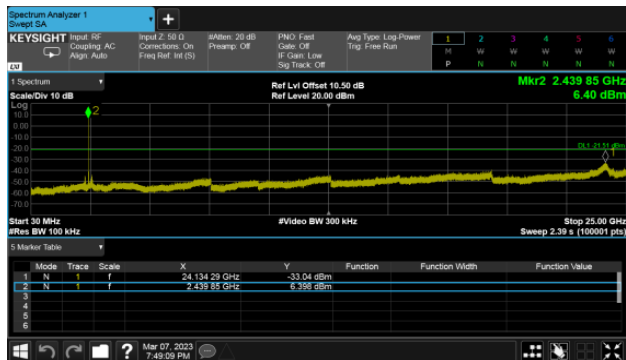 Spectrum Analyzer 1
Swept SA
KEYSIGHT Input: RF Input Z: 50 Ω #Atten: 20 dB PNO: Fast Avg Type: Log-Power 1 2 3 4 5 6
Coupling: AC Corrections: On Preamp: Off Gate: Off Trig: Free Run M W W W W W
Align: Auto Freq Ref: Int (S) IF Gain: Low P N N N N N
LXI Sig Track: Off
1 Spectrum Ref Lvl Offset 10.50 dB Mkr2 2.439 85 GHz
Scale/Div 10 dB Ref Level 20.00 dBm 6.40 dBm
Log
10.0 2
0.00
-10.0
-20.0 DL1 -21.51 dBm
-30.0 1
-40.0
-50.0
-60.0
-70.0
Start 30 MHz #Video BW 300 kHz Stop 25.00 GHz
#Res BW 100 kHz Sweep 2.39 s (100001 pts)
5 Marker Table
Mode Trace Scale X Y Function Function Width Function Value
1 N 1 f 24.134 29 GHz -33.04 dBm
2 N 1 f 2.439 85 GHz 6.398 dBm
3
4
5
6
Mar 07, 2023
7:49:09 PM